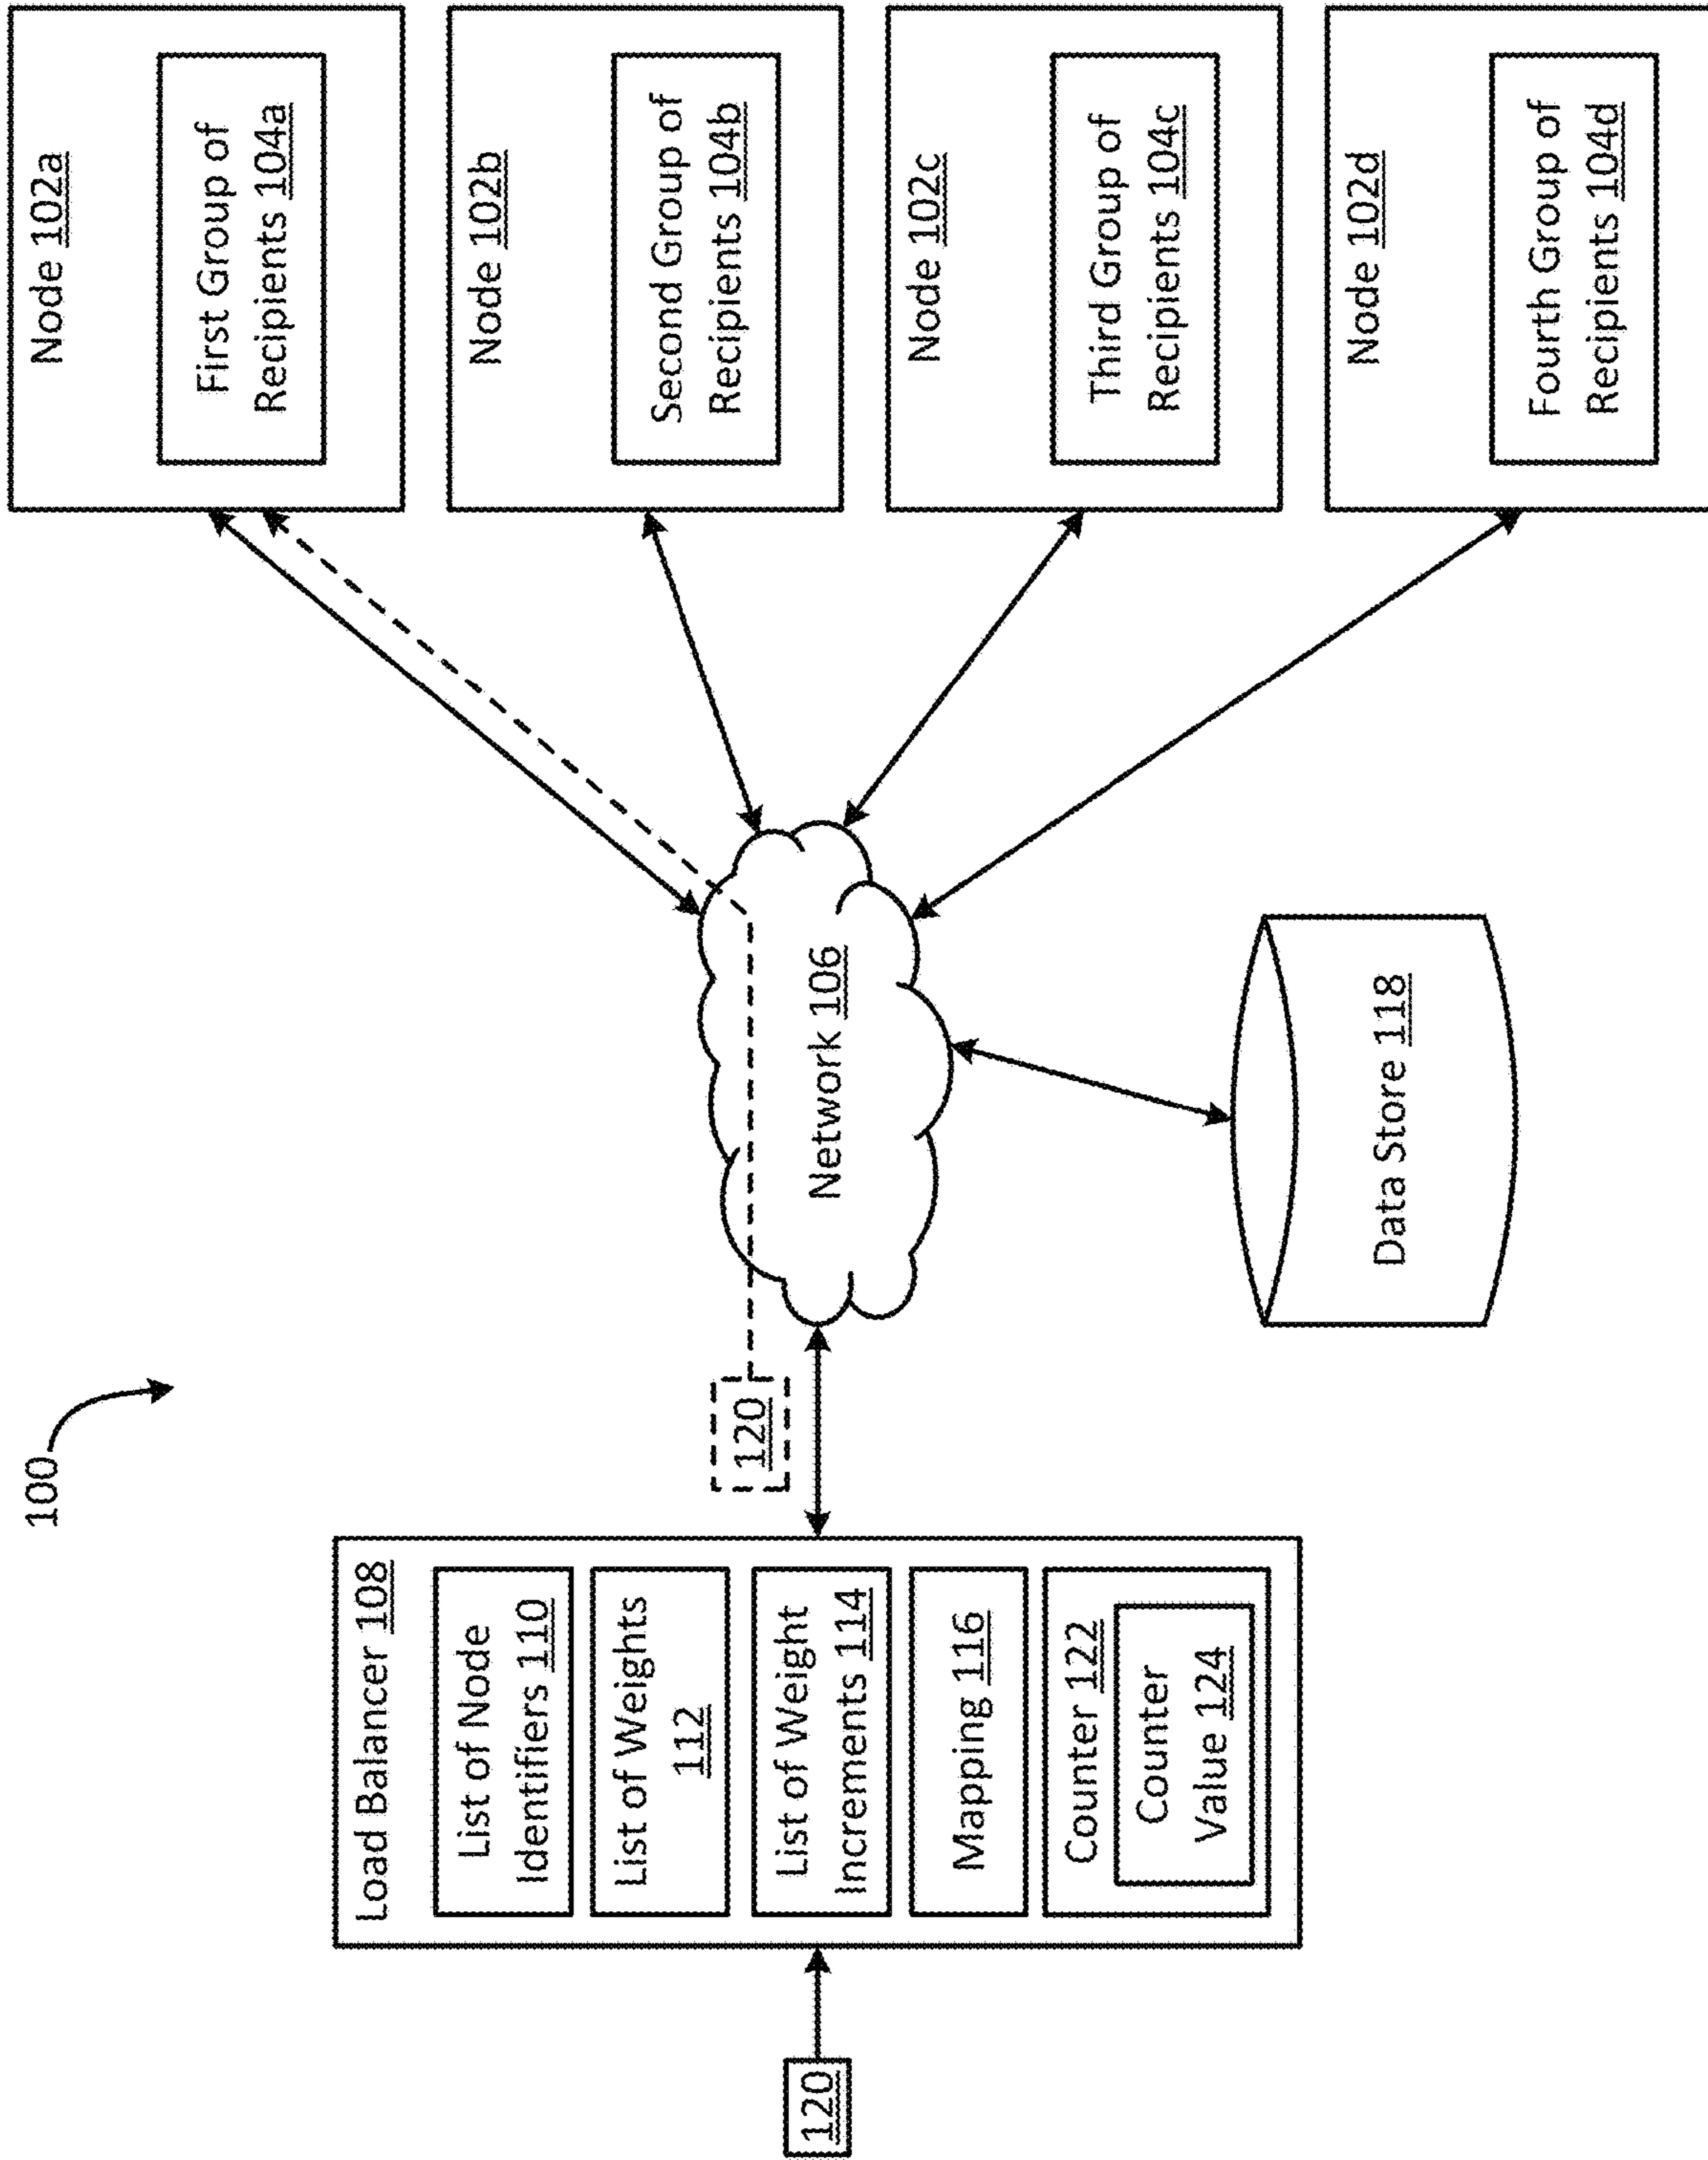 100
120
Load Balancer 108
List of Node
Identifiers 110
List of Weights
112
List of Weight
Increments 114
Mapping 116
Counter 122
Counter
Value 124
120
Network 106
Data Store 118
Node 102a
First Group of
Recipients 104a
Node 102b
Second Group of
Recipients 104b
Node 102c
Third Group of
Recipients 104c
Node 102d
Fourth Group of
Recipients 104d